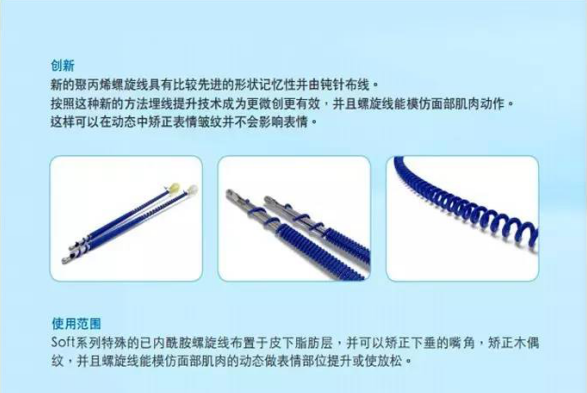 创新
新的聚丙烯螺旋线具有比较先进的形状记忆性并由钝针布线。
按照这种新的方法埋线提升技术成为更微创更有效，并且螺旋线能模仿面部肌肉动作。
这样可以在动态中矫正表情皱纹并不会影响表情。
使用范围
Soft系列特殊的已内酰胺螺旋线布置于皮下脂肪层，并可以矫正下垂的嘴角，矫正木偶
纹，并且螺旋线能模仿面部肌肉的动态做表情部位提升或使放松。